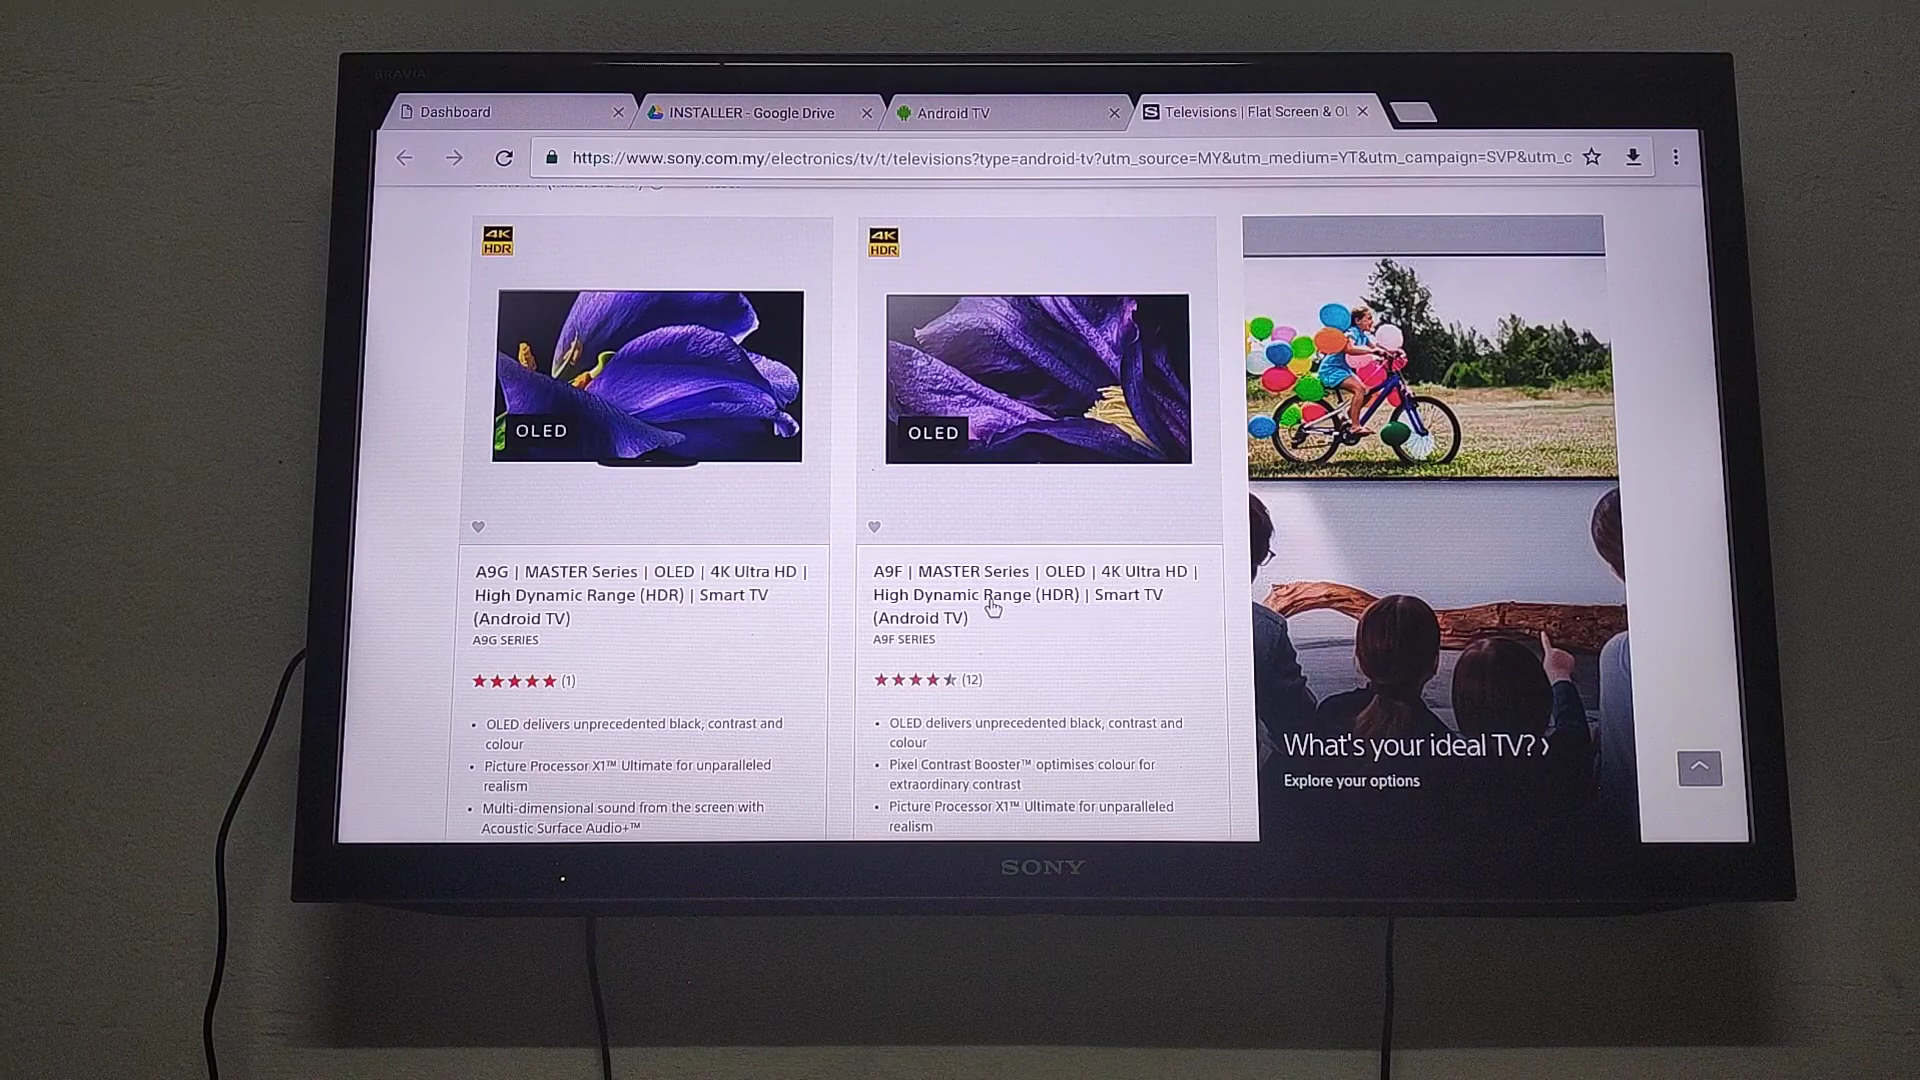 BRAVIA
Dashboard
INSTALLER - Google Drive
Android TV
Televisions | Flat Screen & Ol
https://www.sony.com.my/electronics/tv/t/televisions?type=android-tv?utm_source=MY&utm_medium=YT&utm_campaign=SVP&utm_c
4K
HDR
OLED
A9G | MASTER Series | OLED | 4K Ultra HD |
High Dynamic Range (HDR) | Smart TV
(Android TV)
A9G SERIES
(1)
• OLED delivers unprecedented black, contrast and
colour
• Picture Processor X1™ Ultimate for unparalleled
realism
• Multi-dimensional sound from the screen with
Acoustic Surface Audio+™
4K
HDR
OLED
A9F | MASTER Series | OLED | 4K Ultra HD |
High Dynamic Range (HDR) | Smart TV
(Android TV)
A9F SERIES
(12)
• OLED delivers unprecedented black, contrast and
colour
• Pixel Contrast Booster™ optimises colour for
extraordinary contrast
• Picture Processor X1™ Ultimate for unparalleled
realism
What's your ideal TV? ›
Explore your options
SONY